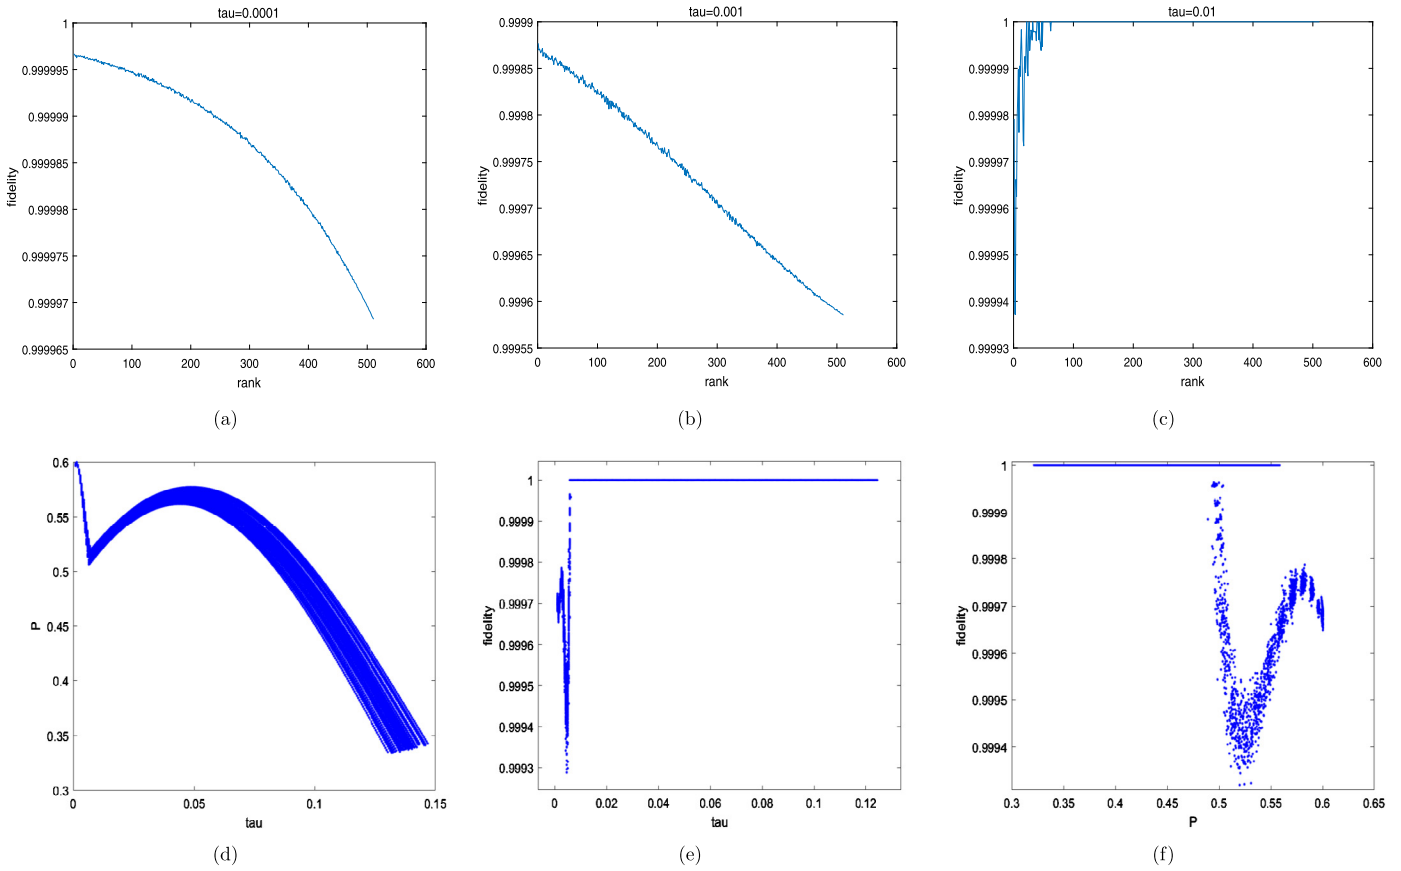 tau=0.0001
1
0.999995
0.99999
0.999985
0.99998
0.999975
0.99997
0.999965
fidelity
0 100 200 300 400 500 600
rank
(a)
tau=0.001
0.9999
0.99985
0.9998
0.99975
0.9997
0.99965
0.9996
0.99955
fidelity
0 100 200 300 400 500 600
rank
(b)
tau=0.01
1
0.99999
0.99998
0.99997
0.99996
0.99995
0.99994
0.99993
fidelity
0 100 200 300 400 500 600
rank
(c)
0.6
0.55
0.5
0.45
0.4
0.35
0.3
P
0 0.05 0.1 0.15
tau
(d)
1
0.9999
0.9998
0.9997
0.9996
0.9995
0.9994
0.9993
fidelity
0 0.02 0.04 0.06 0.08 0.1 0.12
tau
(e)
1
0.9999
0.9998
0.9997
0.9996
0.9995
0.9994
fidelity
0.3 0.35 0.4 0.45 0.5 0.55 0.6 0.65
P
(f)